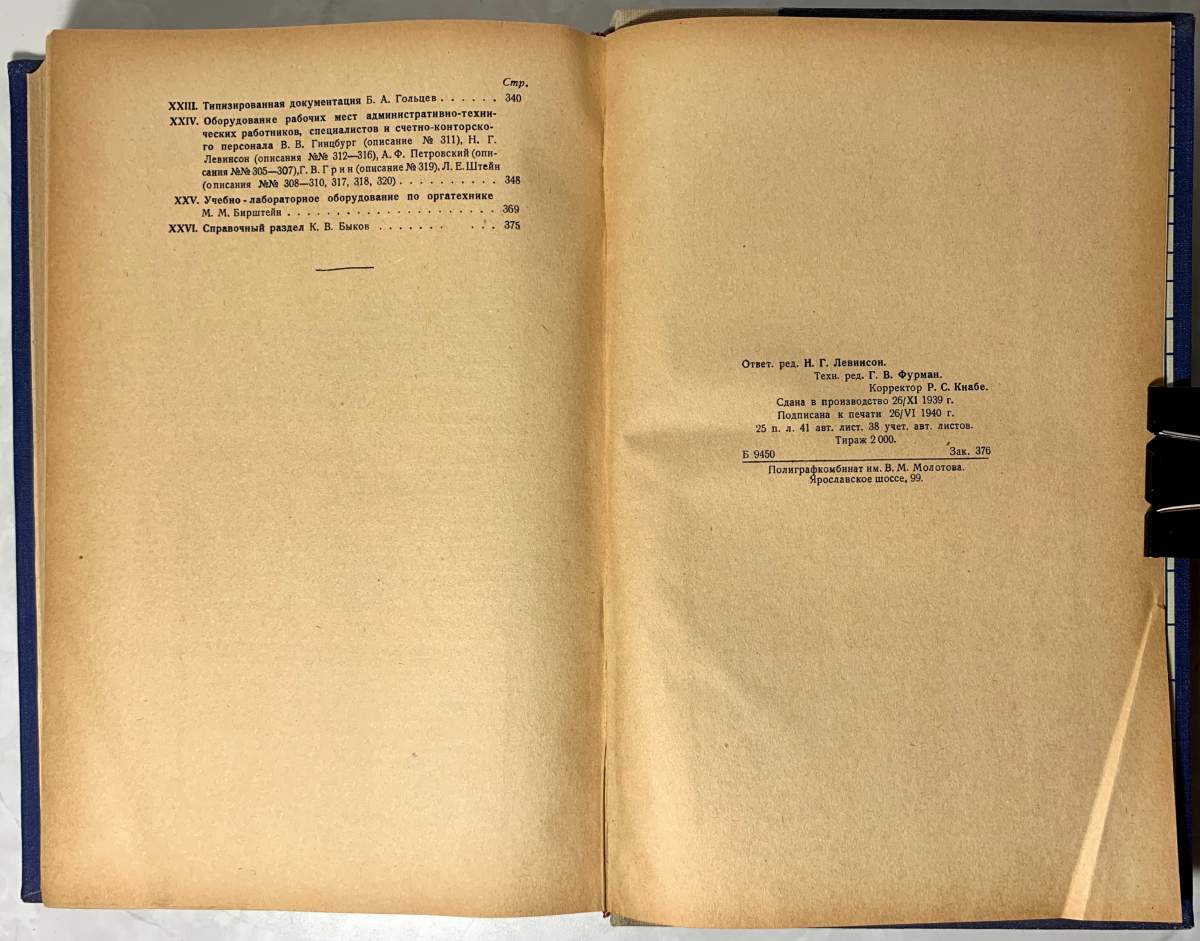 Стр.
XXIII. Типизированная документация Б. А. Гольцев . . . . . . 340
XXIV. Оборудование рабочих мест административно-техни-
ческих работников, специалистов и счетно-конторско-
го персонала В. В. Гинцбург (описание № 311), Н. Г.
Левинсон (описания №№ 312—316), А. Ф. Петровский (опи-
сания №№ 305—307), Г. В. Грин (описание № 319), Л. Е. Штейн
(описания №№ 308—310, 317, 318, 320) . . . . . . . . . . 348
XXV. Учебно-лабораторное оборудование по оргатехнике
М. М. Бирштейн . . . . . . . . . . . . . . . . . . . . . . 369
XXVI. Справочный раздел К. В. Быков . . . . . . . . . . 375
Ответ. ред. Н. Г. Левинсон.
Техн. ред. Г. В. Фурман.
Корректор Р. С. Кнабе.
Сдана в производство 26/XI 1939 г.
Подписана к печати 26/VI 1940 г.
25 п. л. 41 авт. лист. 38 учет. авт. листов.
Тираж 2 000.
Б 9450 Зак. 376
Полиграфкомбинат им. В. М. Молотова.
Ярославское шоссе, 99.